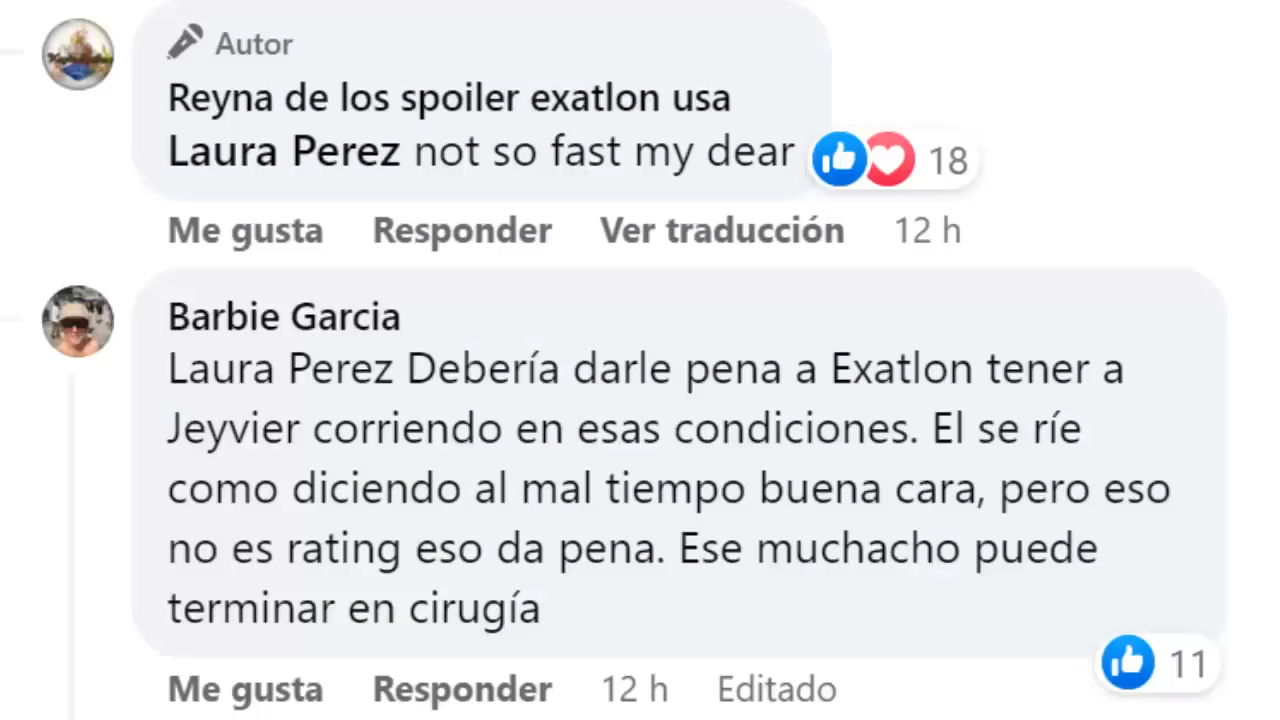 Autor
Reyna de los spoiler exatlon usa
Laura Perez not so fast my dear
18
Me gusta Responder Ver traducción 12 h
Barbie Garcia
Laura Perez Debería darle pena a Exatlon tener a
Jeyvier corriendo en esas condiciones. El se ríe
como diciendo al mal tiempo buena cara, pero eso
no es rating eso da pena. Ese muchacho puede
terminar en cirugía
11
Me gusta Responder 12 h Editado